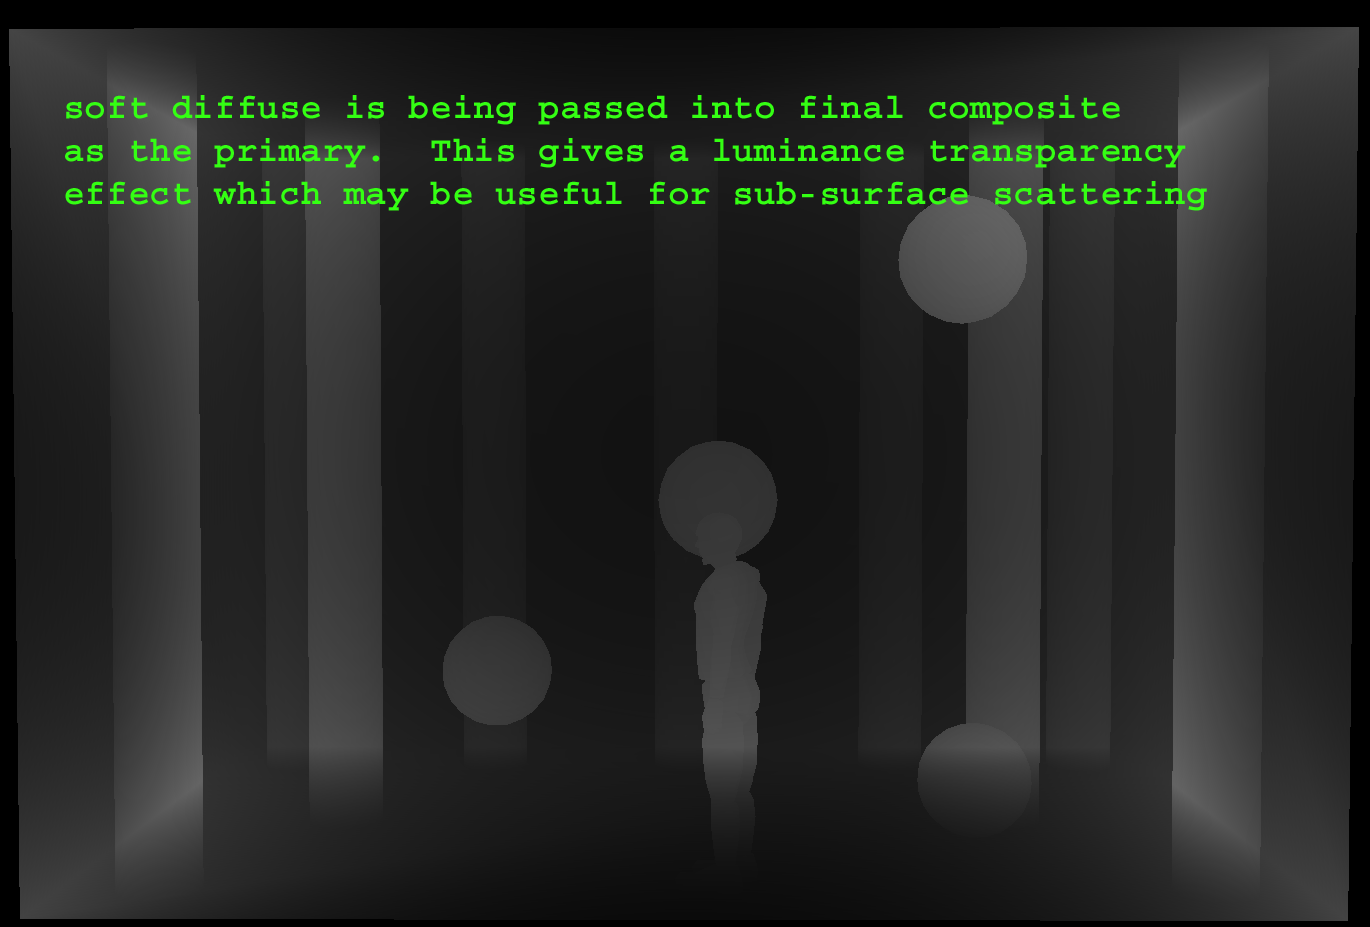 soft diffuse is being passed into final composite
as the primary.  This gives a luminance transparency
effect which may be useful for sub-surface scattering